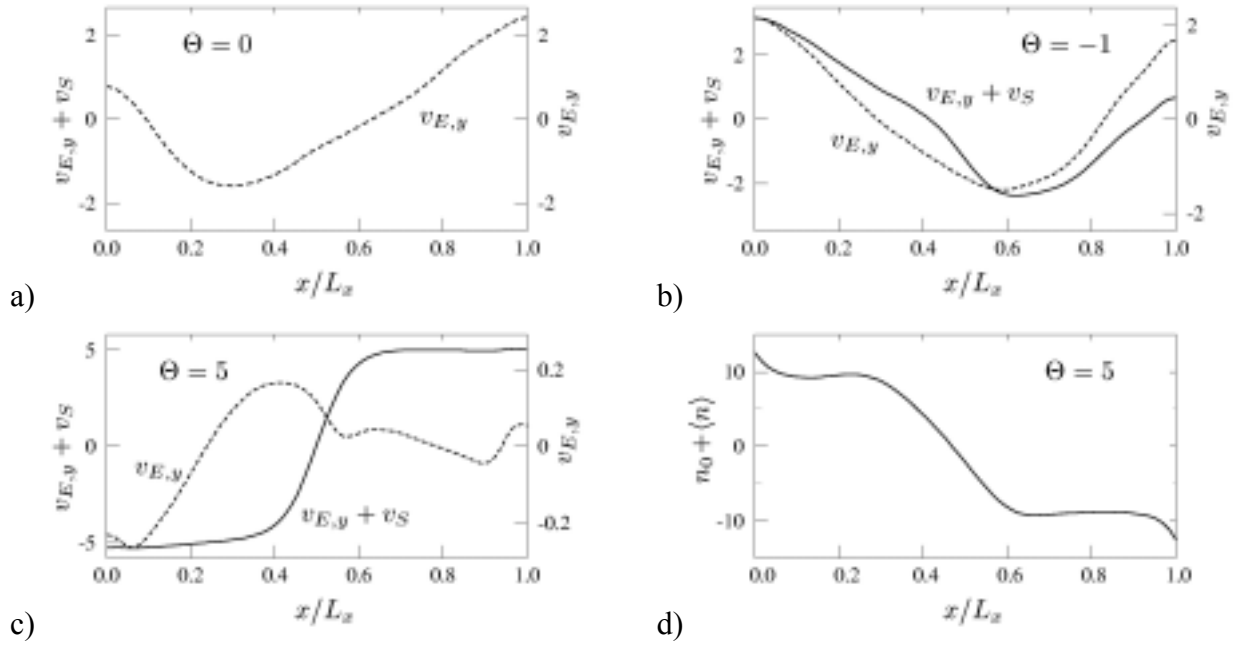 Θ = 0
v_{E,y} + v_S
2
0
-2
v_{E,y}
2
0
-2
v_{E,y}
0.0 0.2 0.4 0.6 0.8 1.0
x/L_x
a)
Θ = −1
v_{E,y} + v_S
2
0
-2
v_{E,y} + v_S
v_{E,y}
2
0
-2
v_{E,y}
0.0 0.2 0.4 0.6 0.8 1.0
x/L_x
b)
Θ = 5
v_{E,y} + v_S
5
0
-5
v_{E,y}
v_{E,y} + v_S
0.2
0
-0.2
v_{E,y}
0.0 0.2 0.4 0.6 0.8 1.0
x/L_x
c)
Θ = 5
n_0 + ⟨n⟩
10
0
-10
0.0 0.2 0.4 0.6 0.8 1.0
x/L_x
d)